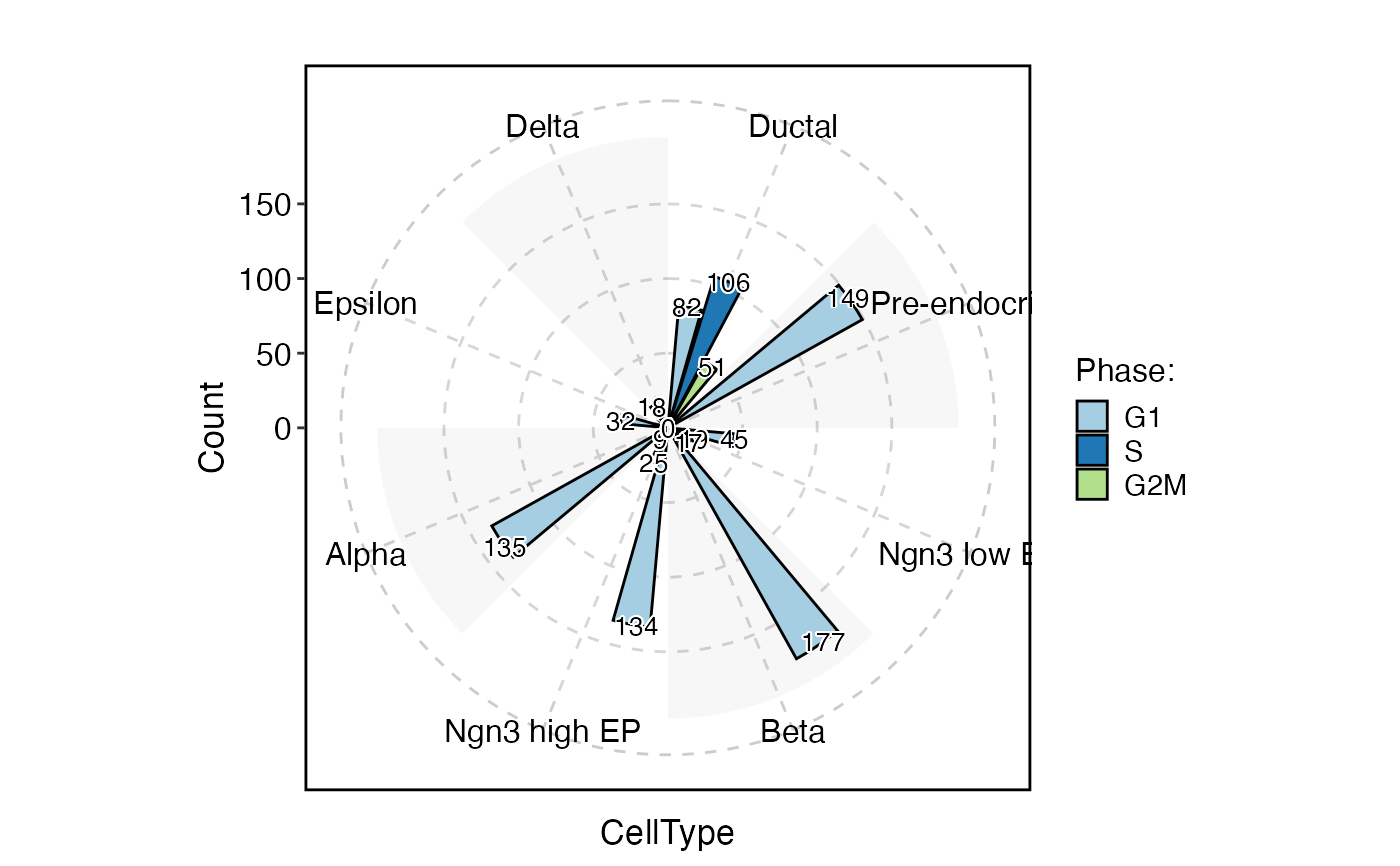 Delta
Ductal
150
100
50
0
Count
106
82
149
Pre-endocri
Epsilon
51
18
32
0
9
17
45
25
Phase:
G1
S
G2M
135
Alpha
Ngn3 low E
134
177
Ngn3 high EP
Beta
CellType